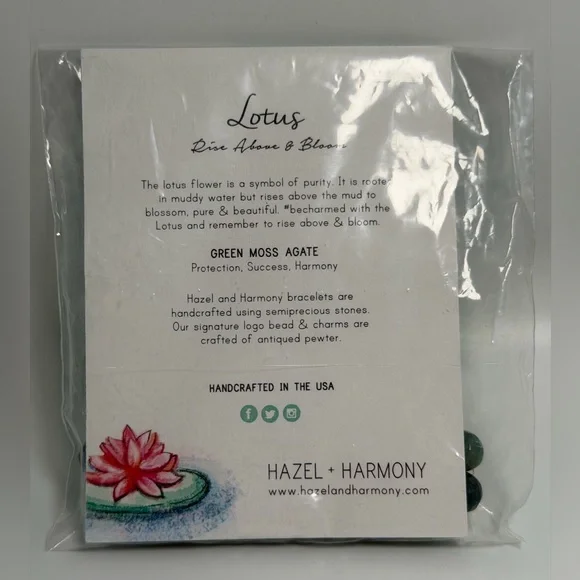 Lotus
Rise Above & Bloom
The lotus flower is a symbol of purity. It is rooted
in muddy water but rises above the mud to
blossom, pure & beautiful. #becharmed with the
Lotus and remember to rise above & bloom.
GREEN MOSS AGATE
Protection, Success, Harmony
Hazel and Harmony bracelets are
handcrafted using semiprecious stones.
Our signature logo bead & charms are
crafted of antiqued pewter.
HANDCRAFTED IN THE USA
HAZEL + HARMONY
www.hazelandharmony.com